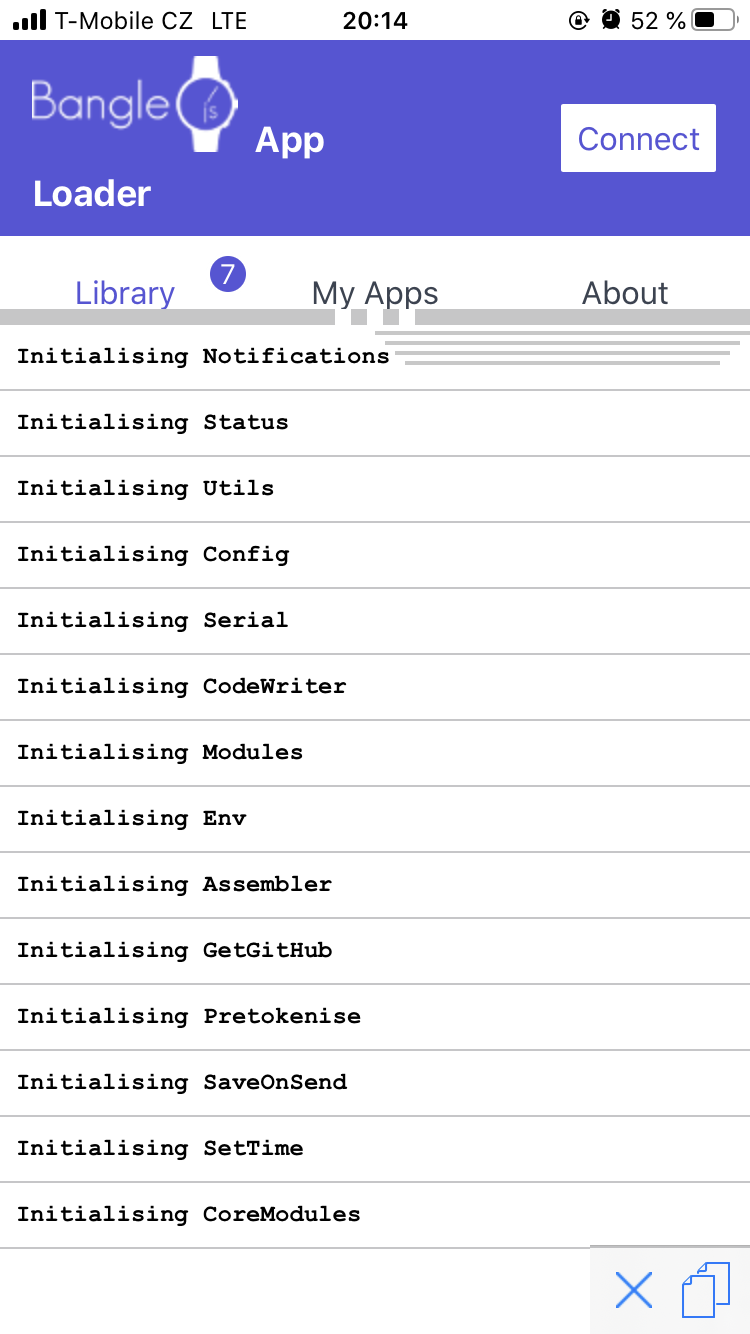 T-Mobile CZ LTE 20:14 52 %
Bangle js App Loader
Connect
Library 7 My Apps About
Initialising Notifications
Initialising Status
Initialising Utils
Initialising Config
Initialising Serial
Initialising CodeWriter
Initialising Modules
Initialising Env
Initialising Assembler
Initialising GetGitHub
Initialising Pretokenise
Initialising SaveOnSend
Initialising SetTime
Initialising CoreModules